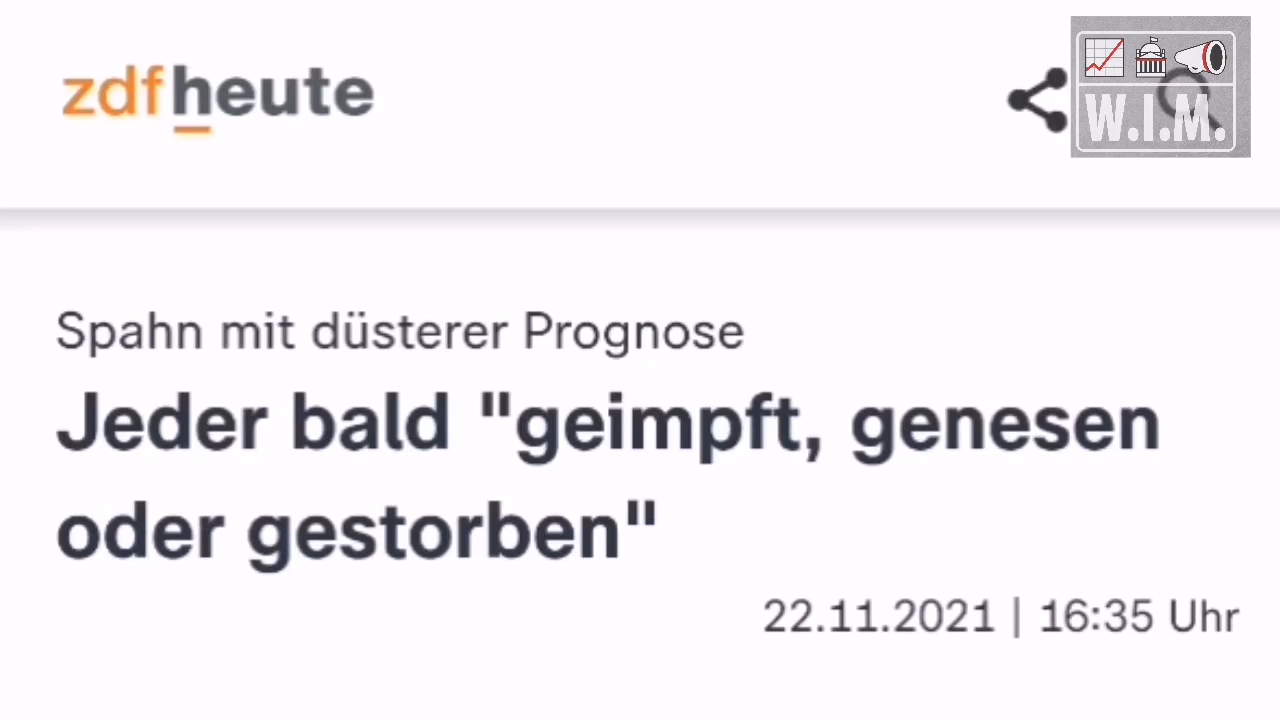 zdfheute
W.I.M.
Spahn mit düsterer Prognose
Jeder bald "geimpft, genesen
oder gestorben"
22.11.2021 | 16:35 Uhr